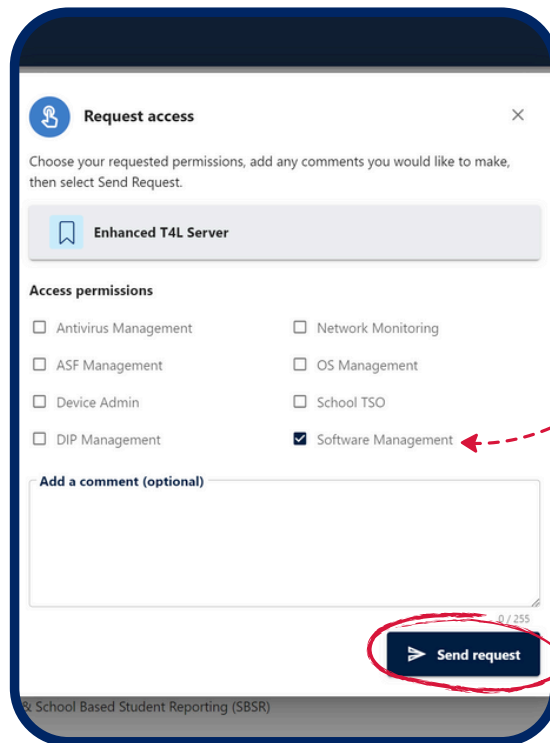 Request access
Choose your requested permissions, add any comments you would like to make,
then select Send Request.
Enhanced T4L Server
Access permissions
Antivirus Management
Network Monitoring
ASF Management
OS Management
Device Admin
School TSO
DIP Management
Software Management
Add a comment (optional)
0 / 255
Send request
& School Based Student Reporting (SBSR)